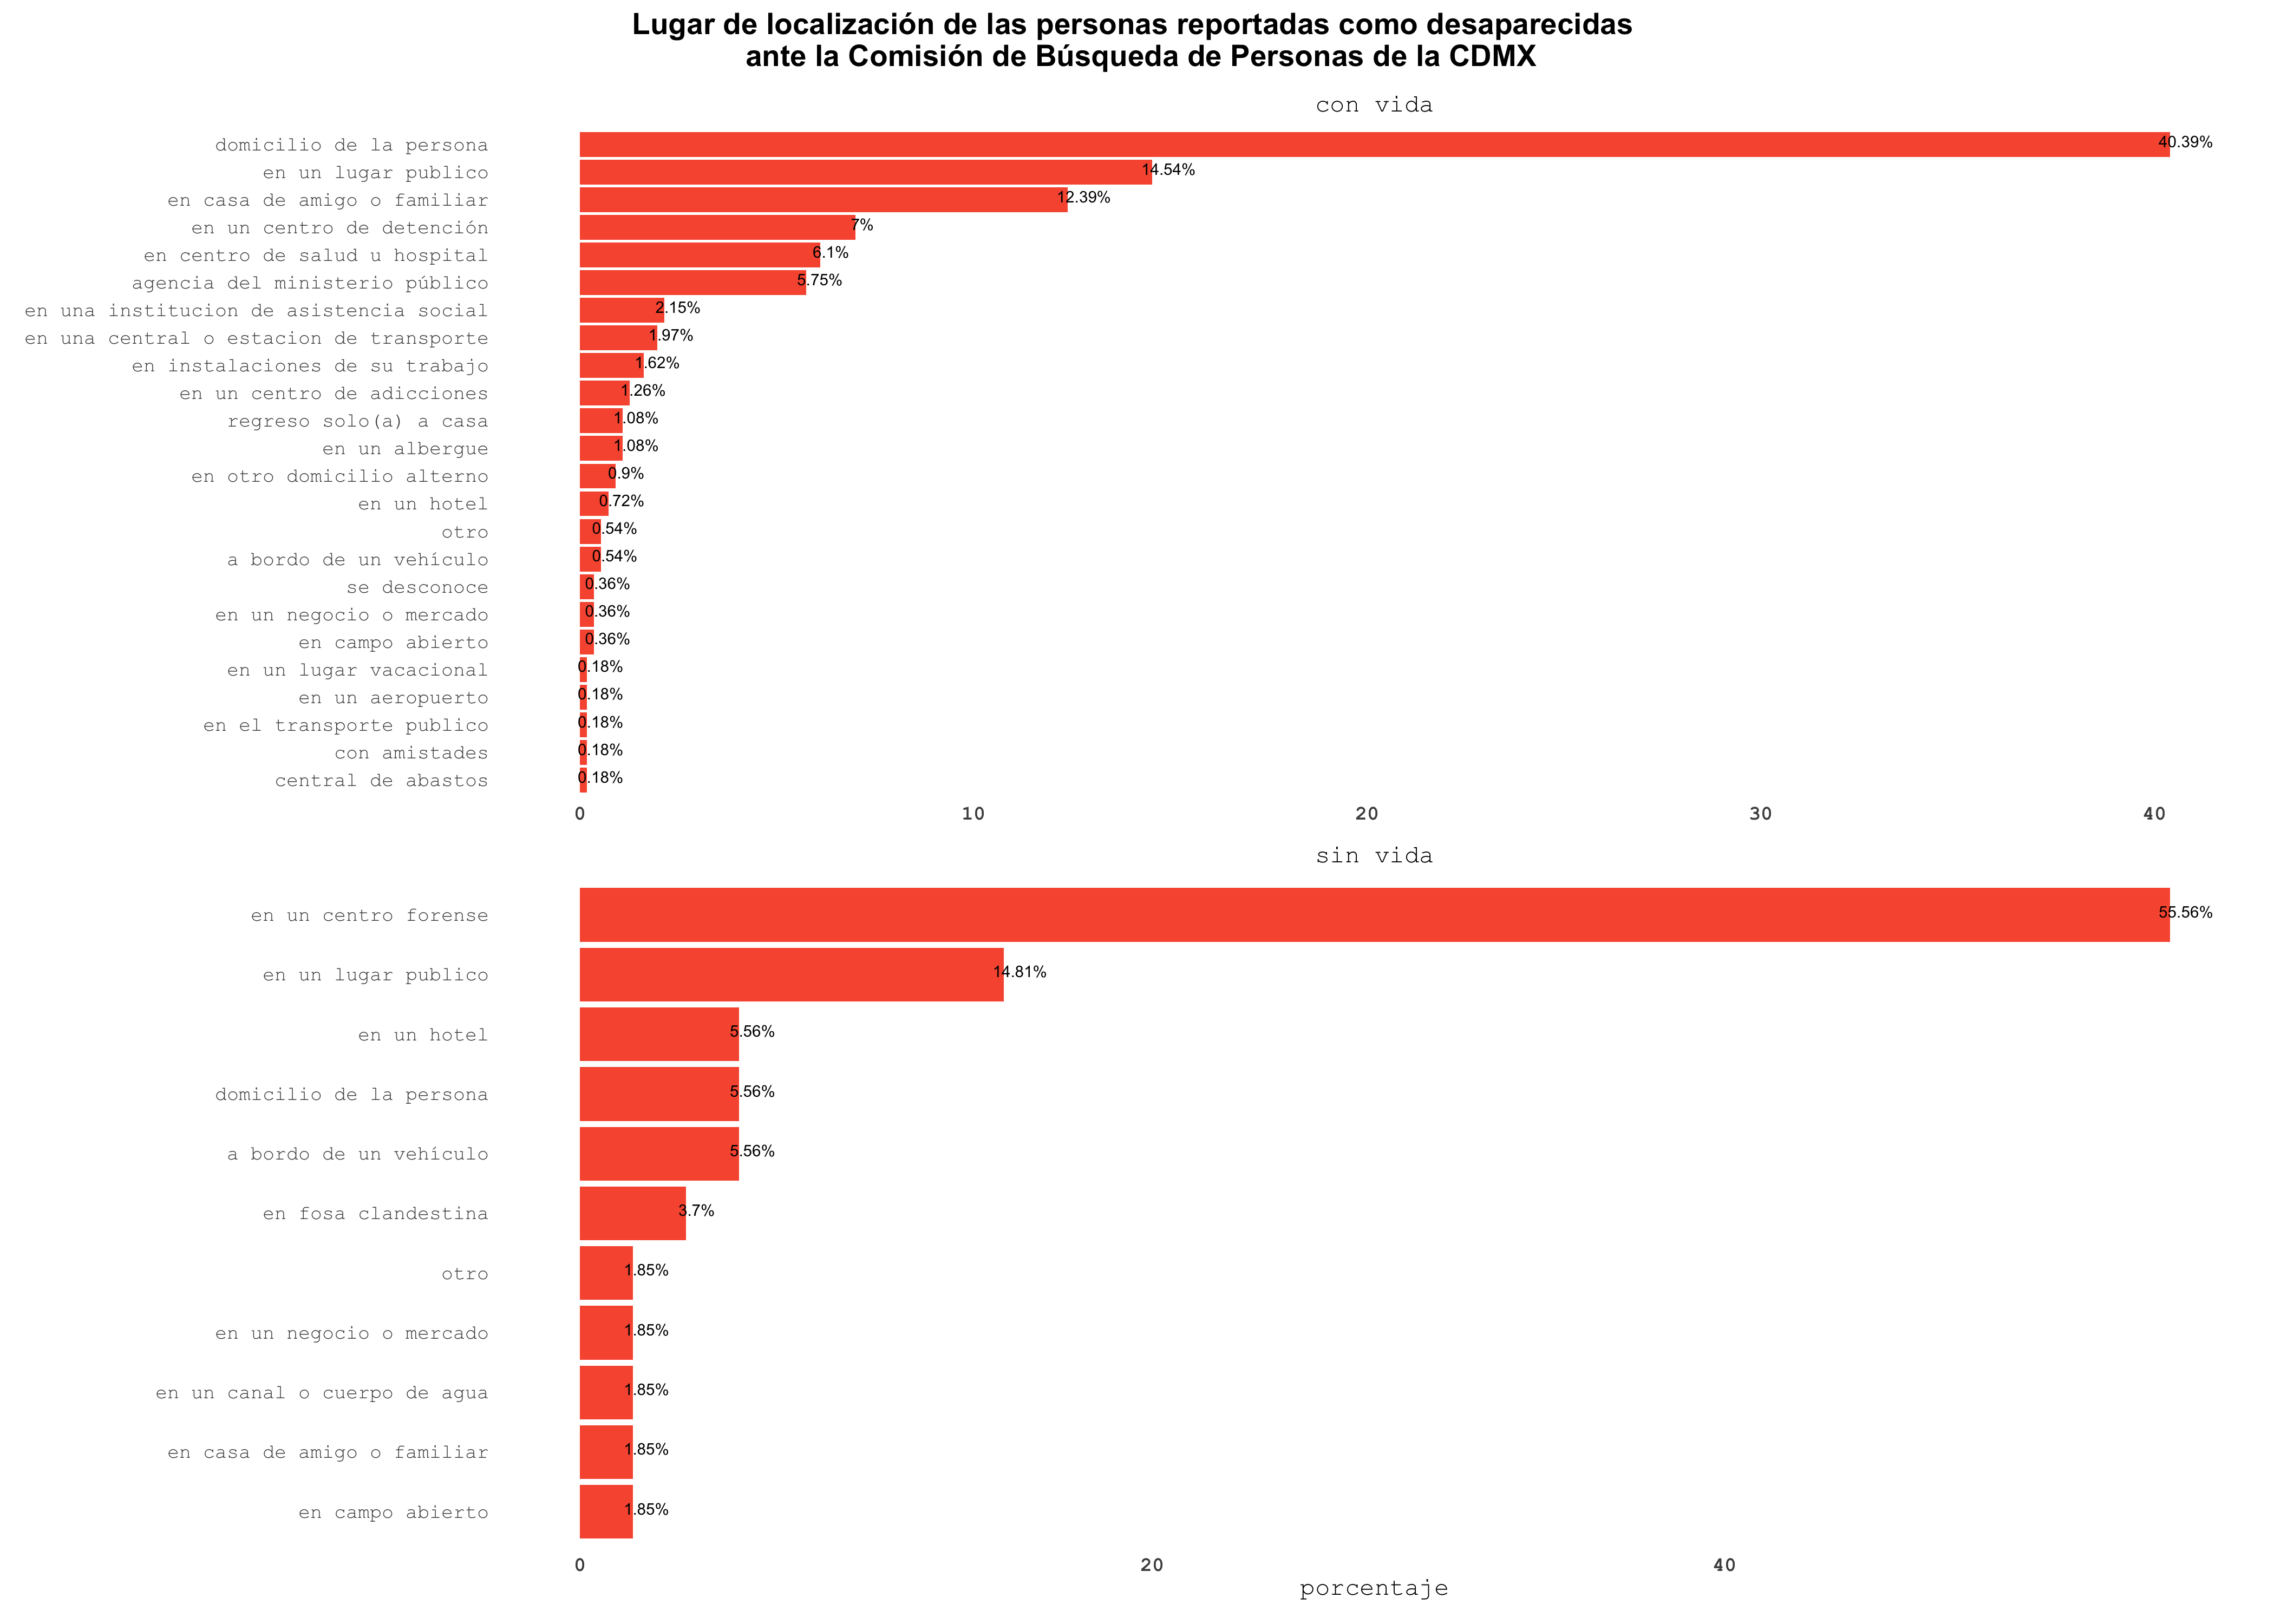 Lugar de localización de las personas reportadas como desaparecidas
ante la Comisión de Búsqueda de Personas de la CDMX
con vida
domicilio de la persona 40.39%
en un lugar publico 14.54%
en casa de amigo o familiar 12.39%
en un centro de detención 7%
en centro de salud u hospital 6.1%
agencia del ministerio público 5.75%
en una institucion de asistencia social 2.15%
en una central o estacion de transporte 1.97%
en instalaciones de su trabajo 1.62%
en un centro de adicciones 1.26%
regreso solo(a) a casa 1.08%
en un albergue 1.08%
en otro domicilio alterno 0.9%
en un hotel 0.72%
otro 0.54%
a bordo de un vehículo 0.54%
se desconoce 0.36%
en un negocio o mercado 0.36%
en campo abierto 0.36%
en un lugar vacacional 0.18%
en un aeropuerto 0.18%
en el transporte publico 0.18%
con amistades 0.18%
central de abastos 0.18%
0 10 20 30 40
sin vida
en un centro forense 55.56%
en un lugar publico 14.81%
en un hotel 5.56%
domicilio de la persona 5.56%
a bordo de un vehículo 5.56%
en fosa clandestina 3.7%
otro 1.85%
en un negocio o mercado 1.85%
en un canal o cuerpo de agua 1.85%
en casa de amigo o familiar 1.85%
en campo abierto 1.85%
0 20 40
porcentaje